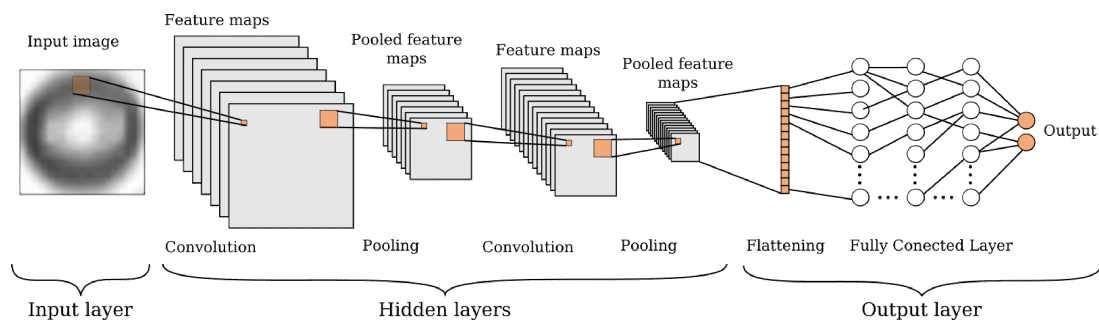 Input image
Feature maps
Pooled feature
maps
Feature maps
Pooled feature
maps
Output
Convolution
Pooling
Convolution
Pooling
Flattening
Fully Conected Layer
Input layer
Hidden layers
Output layer